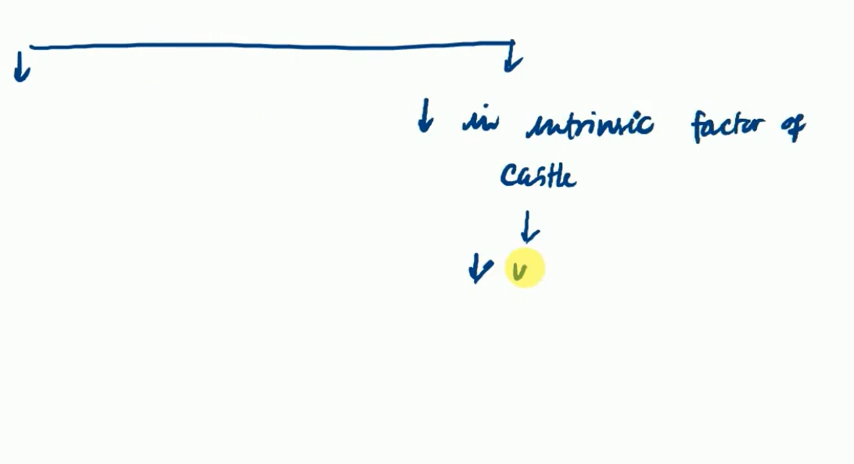 ↓ in intrinsic factor of
castle
↓ v